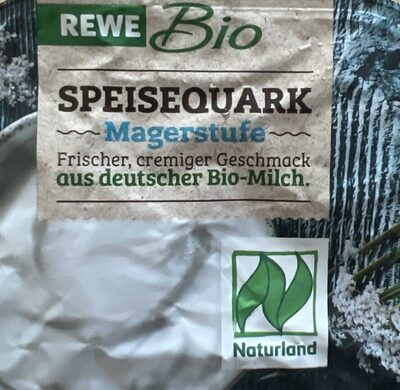 REWE Bio
SPEISEQUARK
Magerstufe
Frischer, cremiger Geschmack
aus deutscher Bio-Milch.
Naturland